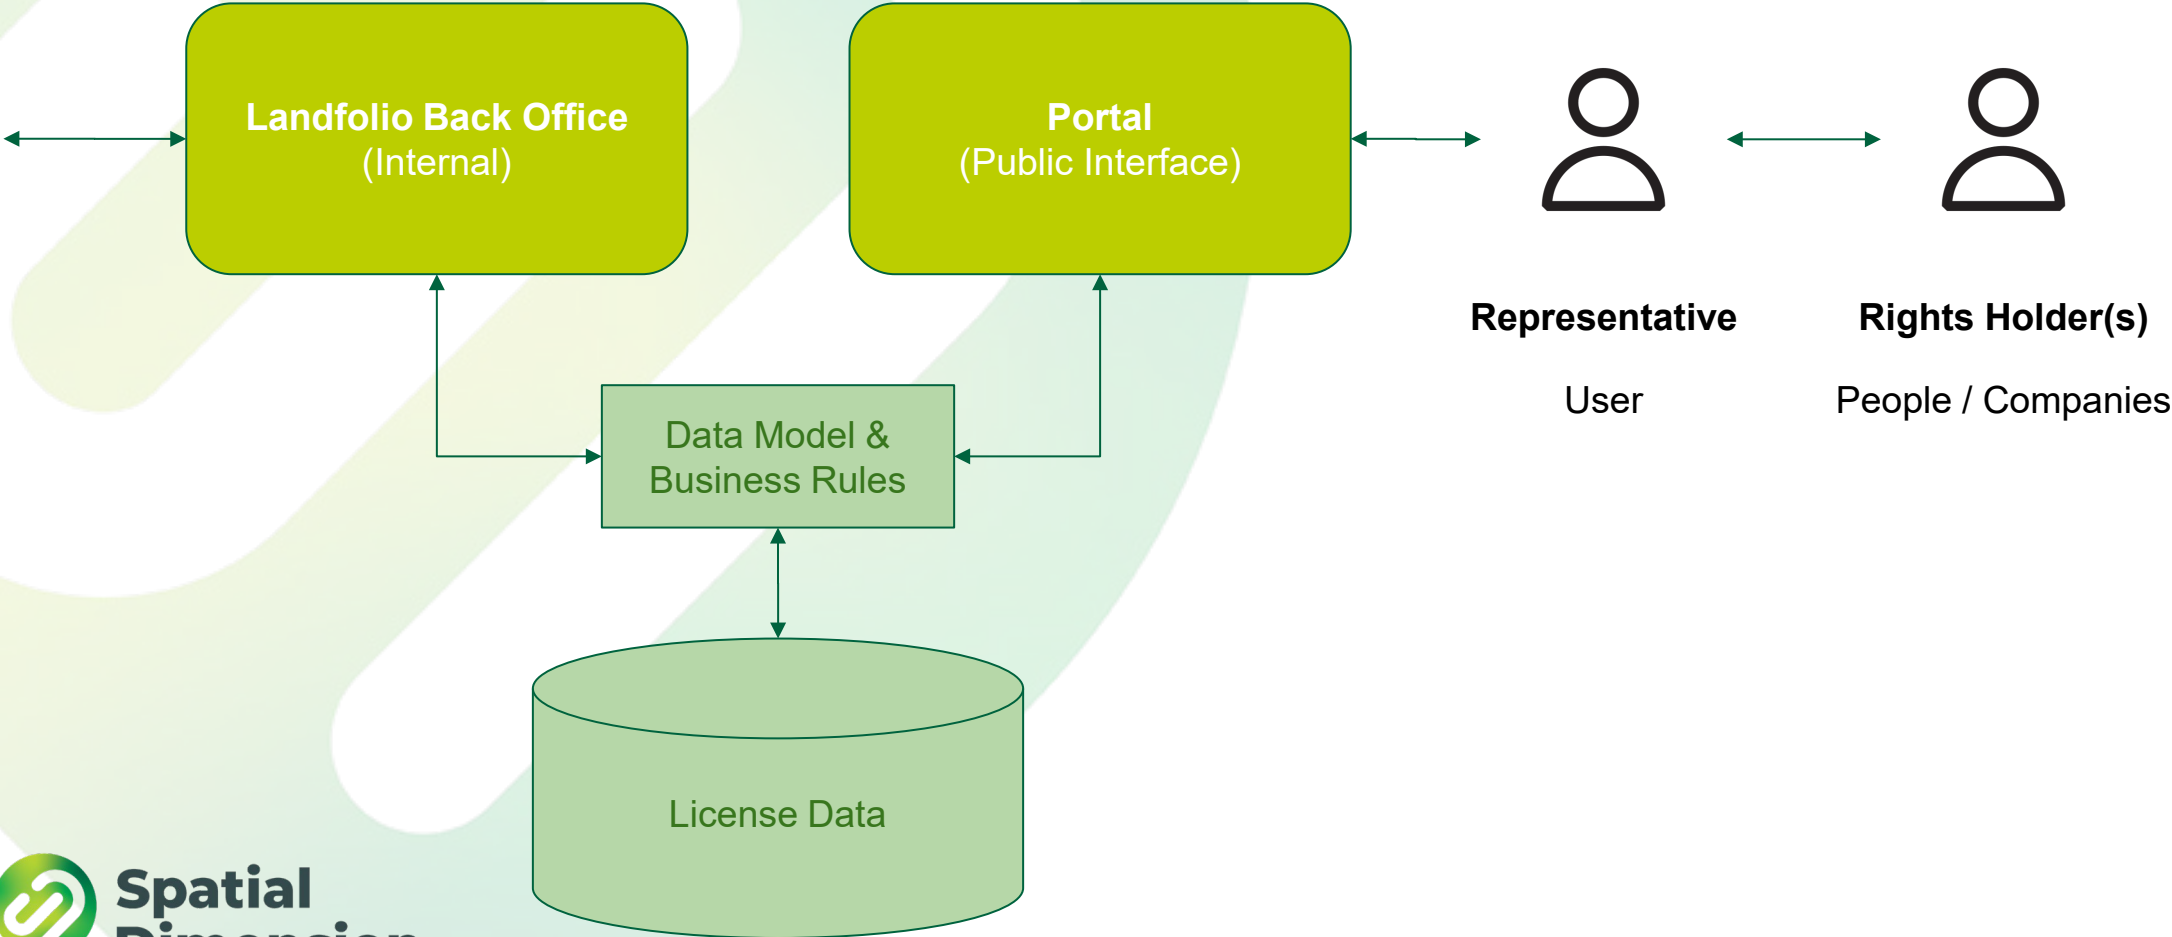 Landfolio Back Office
(Internal)
Portal
(Public Interface)
Representative
User
Rights Holder(s)
People / Companies
Data Model &
Business Rules
License Data
Spatial
Dimension